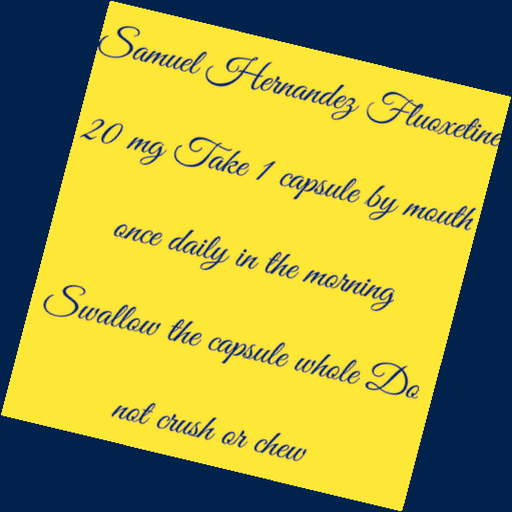 Samuel Hernandez Fluoxetine
20 mg Take 1 capsule by mouth
once daily in the morning
Swallow the capsule whole Do
not crush or chew